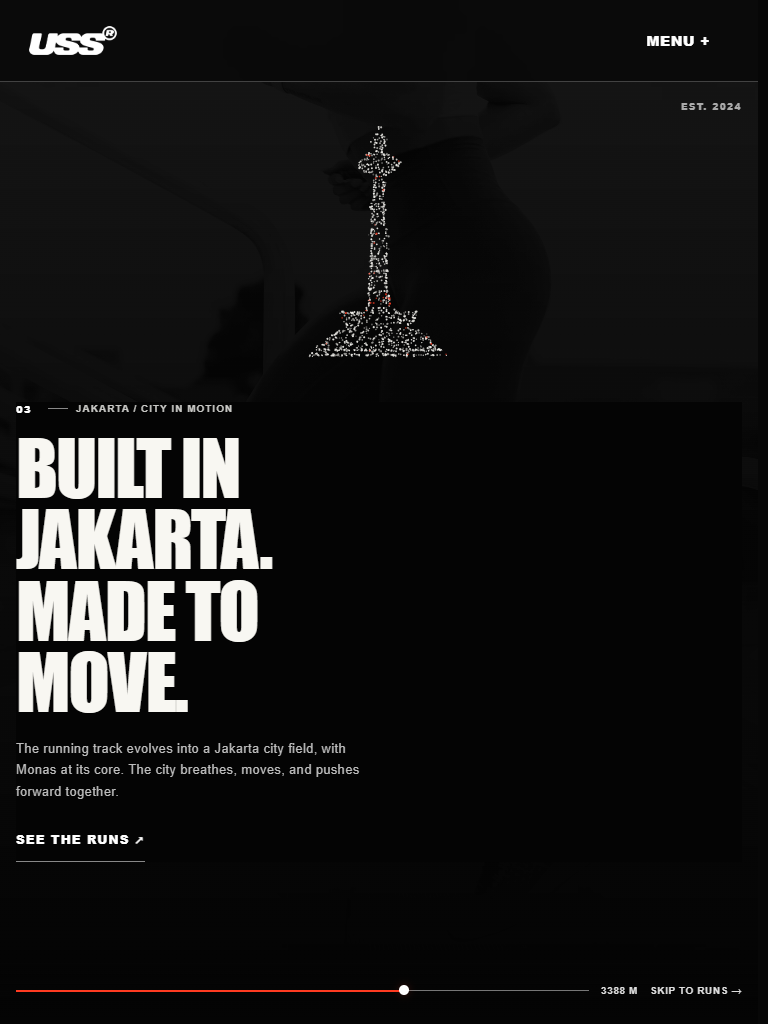 USS®
MENU +
EST. 2024
03 JAKARTA / CITY IN MOTION
BUILT IN
JAKARTA.
MADE TO
MOVE.
The running track evolves into a Jakarta city field, with
Monas at its core. The city breathes, moves, and pushes
forward together.
SEE THE RUNS ↗
3388 M SKIP TO RUNS →